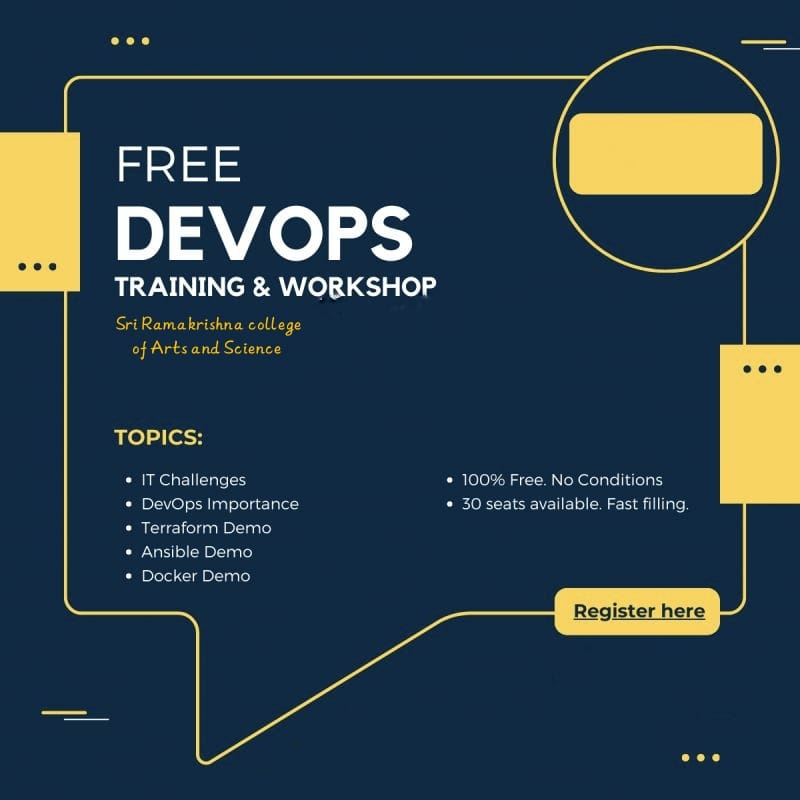 FREE
DEVOPS
TRAINING & WORKSHOP
Sri Ramakrishna college
of Arts and Science
TOPICS:
IT Challenges
DevOps Importance
Terraform Demo
Ansible Demo
Docker Demo
100% Free. No Conditions
30 seats available. Fast filling.
Register here